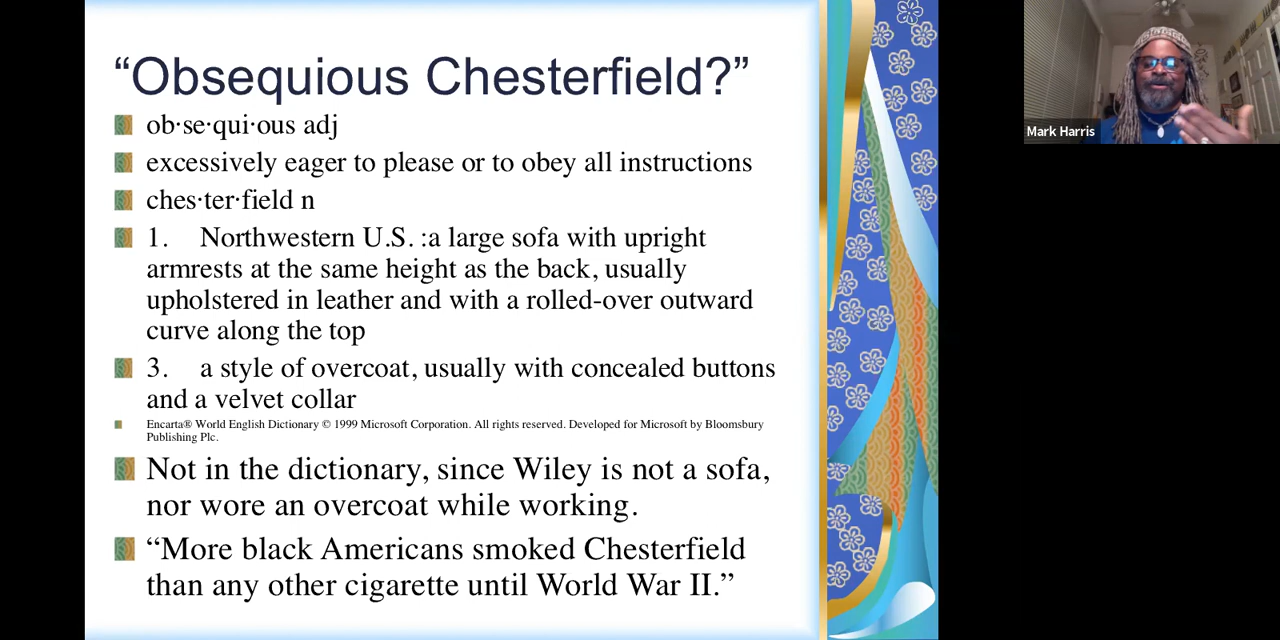 “Obsequious Chesterfield?”
ob·se·qui·ous adj
excessively eager to please or to obey all instructions
ches·ter·field n
1. Northwestern U.S. :a large sofa with upright
armrests at the same height as the back, usually
upholstered in leather and with a rolled-over outward
curve along the top
3. a style of overcoat, usually with concealed buttons
and a velvet collar
Encarta® World English Dictionary © 1999 Microsoft Corporation. All rights reserved. Developed for Microsoft by Bloomsbury
Publishing Plc.
Not in the dictionary, since Wiley is not a sofa,
nor wore an overcoat while working.
“More black Americans smoked Chesterfield
than any other cigarette until World War II.”
Mark Harris